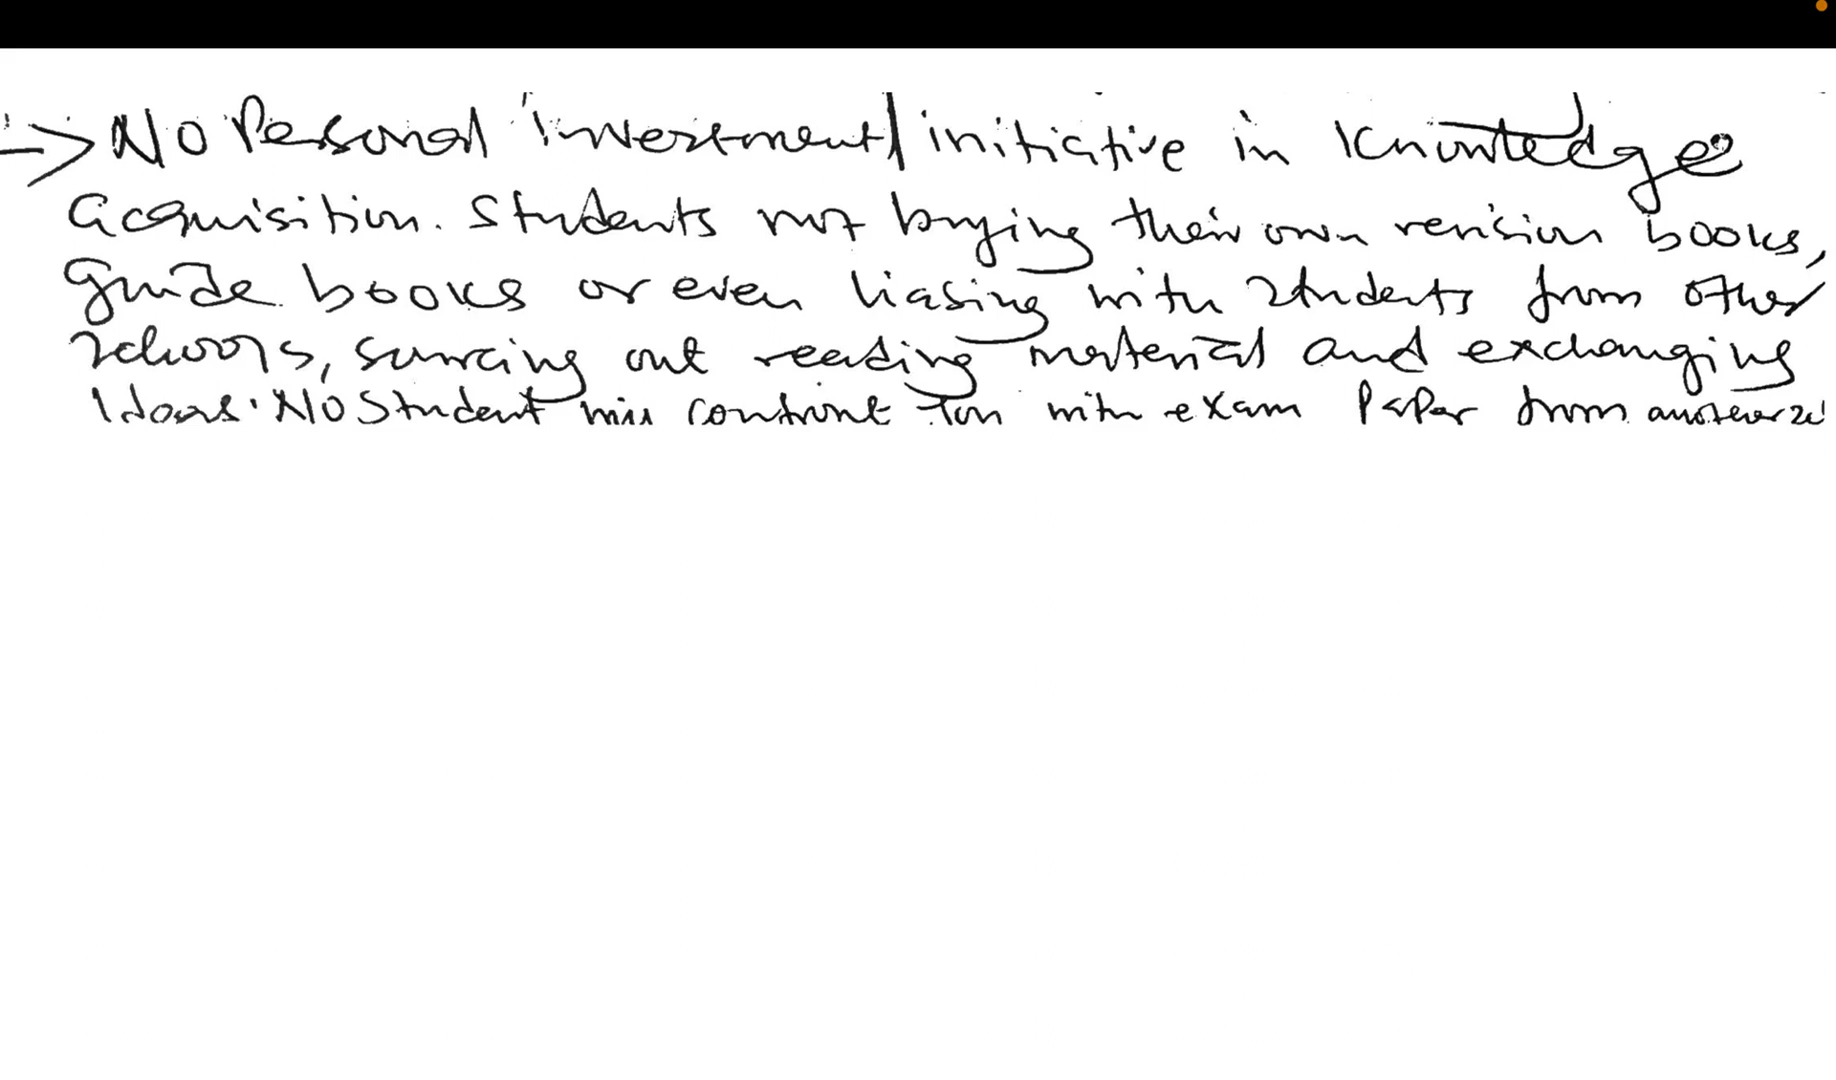 -> No Personal investment/initiative in Knowledge
acquisition. Students not buying their own revision books,
guide books or even liasing with students from other
schools, sourcing out reading material and exchanging
Ideas. No Student will confront you with exam Paper from another